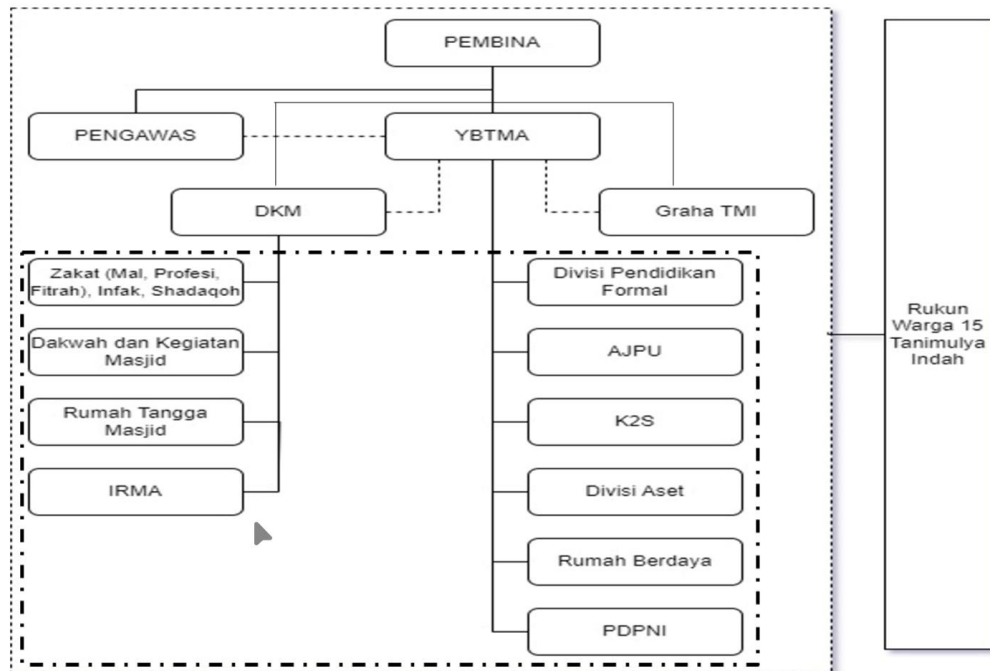 PEMBINA
PENGAWAS
YBTMA
DKM
Graha TMI
Zakat (Mal, Profesi,
Fitrah), Infak, Shadaqoh
Dakwah dan Kegiatan
Masjid
Rumah Tangga
Masjid
IRMA
Divisi Pendidikan
Formal
AJPU
K2S
Divisi Aset
Rumah Berdaya
PDPNI
Rukun
Warga 15
Tanimulya
Indah